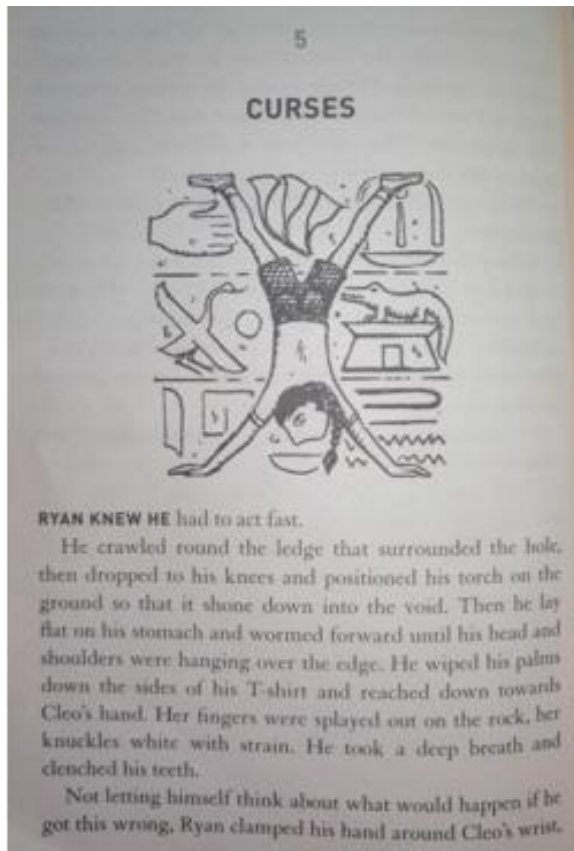 5
CURSES
RYAN KNEW HE had to act fast.
He crawled round the ledge that surrounded the hole,
then dropped to his knees and positioned his torch on the
ground so that it shone down into the void. Then he lay
flat on his stomach and wormed forward until his head and
shoulders were hanging over the edge. He wiped his palms
down the sides of his T-shirt and reached down towards
Cleo's hand. Her fingers were splayed out on the rock, her
knuckles white with strain. He took a deep breath and
clenched his teeth.
Not letting himself think about what would happen if he
got this wrong, Ryan clamped his hand around Cleo's wrist,